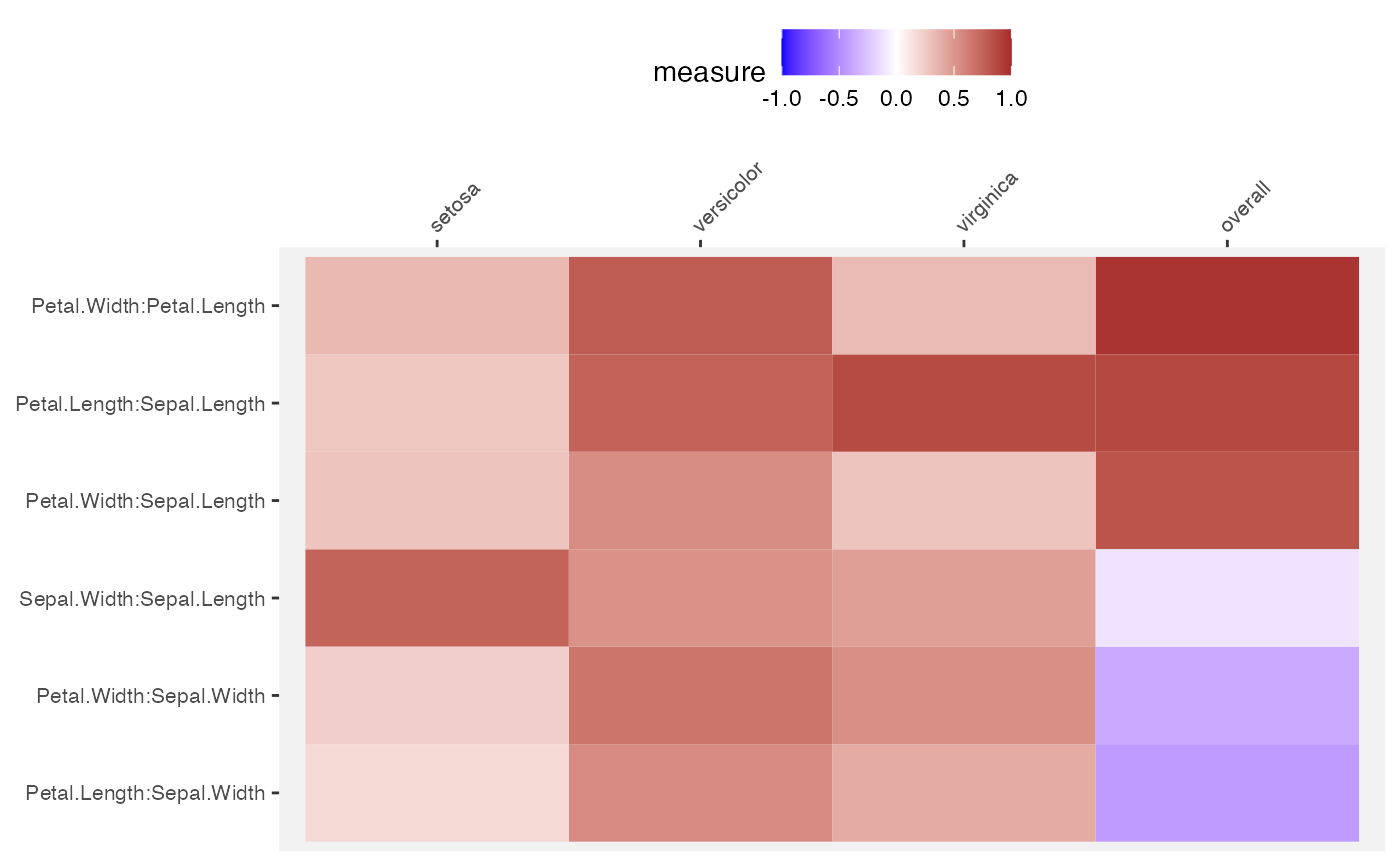 measure
-1.0 -0.5 0.0 0.5 1.0
setosa versicolor virginica overall
Petal.Width:Petal.Length
Petal.Length:Sepal.Length
Petal.Width:Sepal.Length
Sepal.Width:Sepal.Length
Petal.Width:Sepal.Width
Petal.Length:Sepal.Width